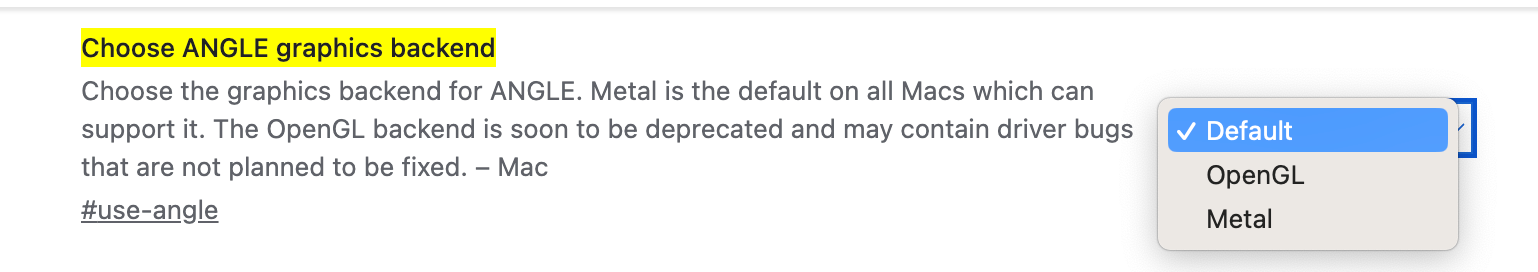 Choose ANGLE graphics backend
Choose the graphics backend for ANGLE. Metal is the default on all Macs which can
support it. The OpenGL backend is soon to be deprecated and may contain driver bugs
that are not planned to be fixed. – Mac
#use-angle
Default
OpenGL
Metal